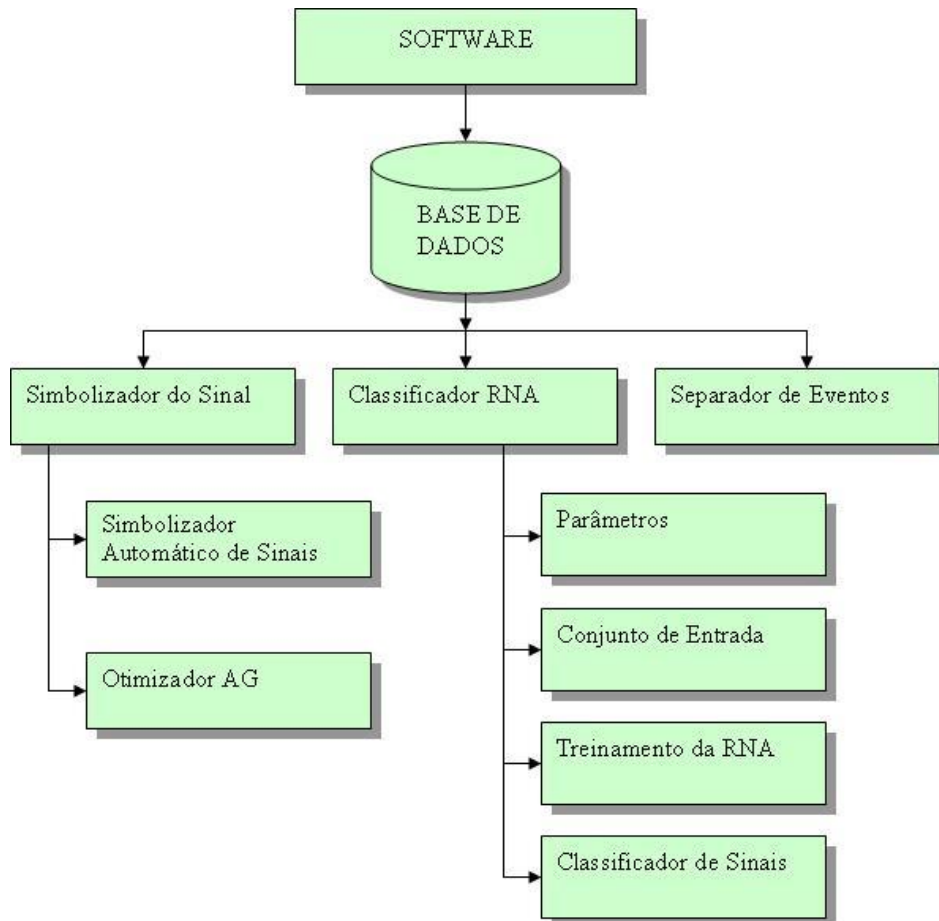 SOFTWARE
BASE DE
DADOS
Simbolizador do Sinal
Classificador RNA
Separador de Eventos
Simbolizador
Automático de Sinais
Otimizador AG
Parâmetros
Conjunto de Entrada
Treinamento da RNA
Classificador de Sinais